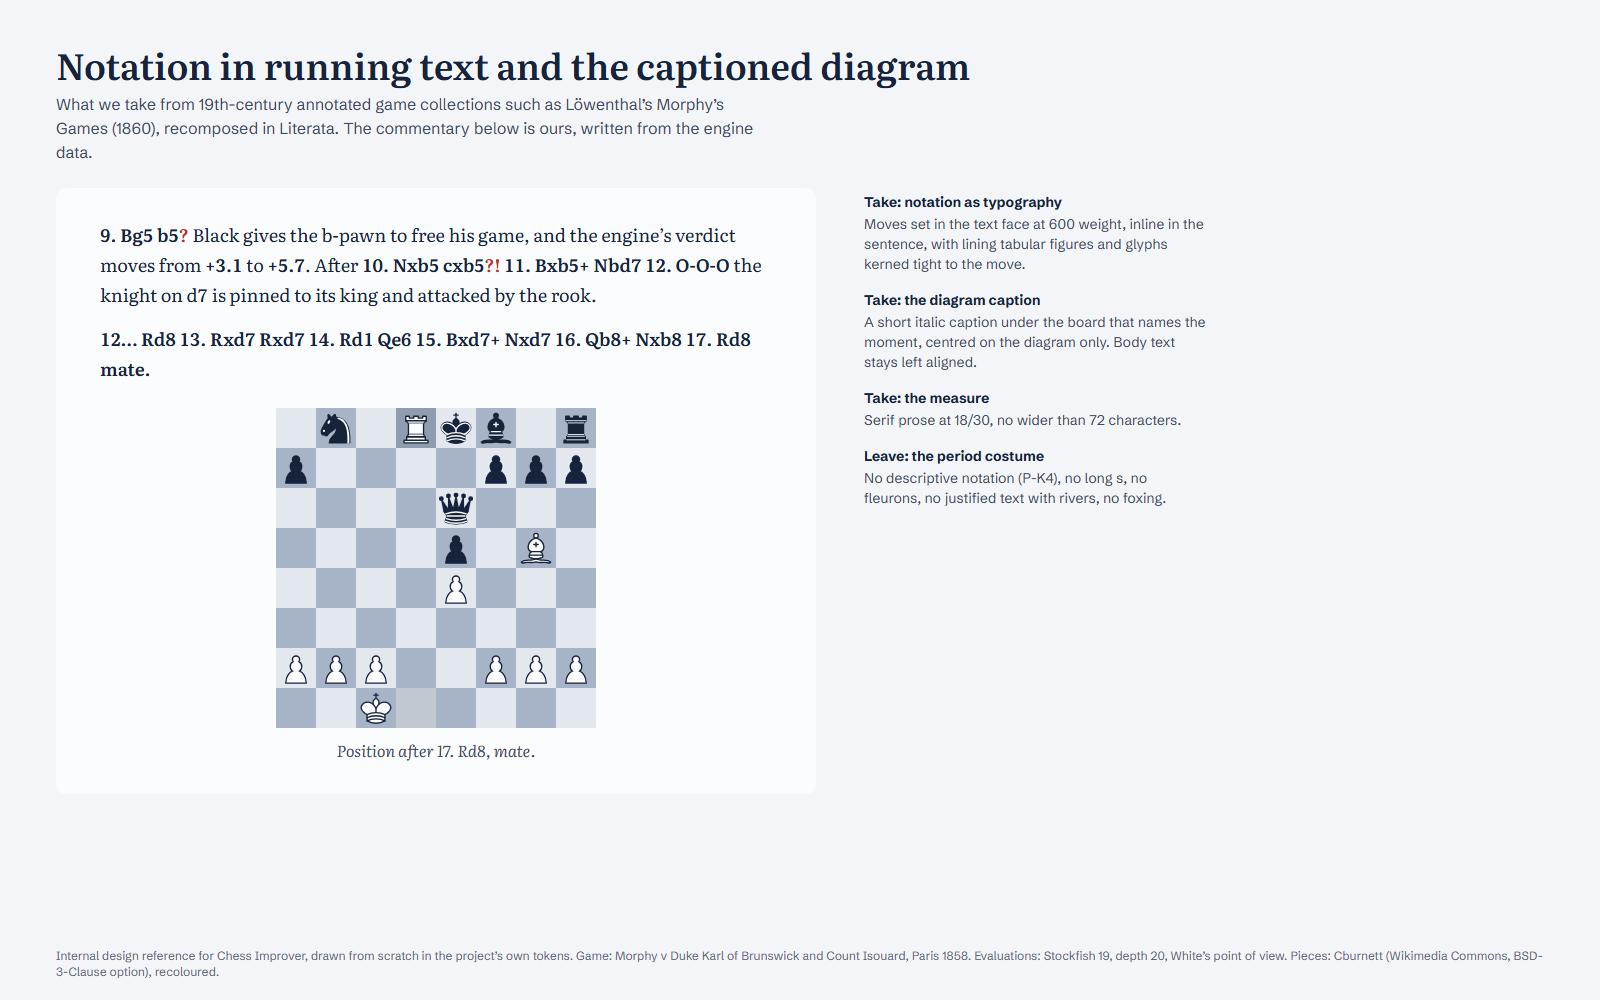 Notation in running text and the captioned diagram
What we take from 19th-century annotated game collections such as Löwenthal’s Morphy’s
Games (1860), recomposed in Literata. The commentary below is ours, written from the engine
data.
9. Bg5 b5? Black gives the b-pawn to free his game, and the engine’s verdict
moves from +3.1 to +5.7. After 10. Nxb5 cxb5?! 11. Bxb5+ Nbd7 12. O-O-O the
knight on d7 is pinned to its king and attacked by the rook.
12… Rd8 13. Rxd7 Rxd7 14. Rd1 Qe6 15. Bxd7+ Nxd7 16. Qb8+ Nxb8 17. Rd8
mate.
Position after 17. Rd8, mate.
Take: notation as typography
Moves set in the text face at 600 weight, inline in the
sentence, with lining tabular figures and glyphs
kerned tight to the move.
Take: the diagram caption
A short italic caption under the board that names the
moment, centred on the diagram only. Body text
stays left aligned.
Take: the measure
Serif prose at 18/30, no wider than 72 characters.
Leave: the period costume
No descriptive notation (P-K4), no long s, no
fleurons, no justified text with rivers, no foxing.
Internal design reference for Chess Improver, drawn from scratch in the project’s own tokens. Game: Morphy v Duke Karl of Brunswick and Count Isouard, Paris 1858. Evaluations: Stockfish 19, depth 20, White’s point of view. Pieces: Cburnett (Wikimedia Commons, BSD-
3-Clause option), recoloured.